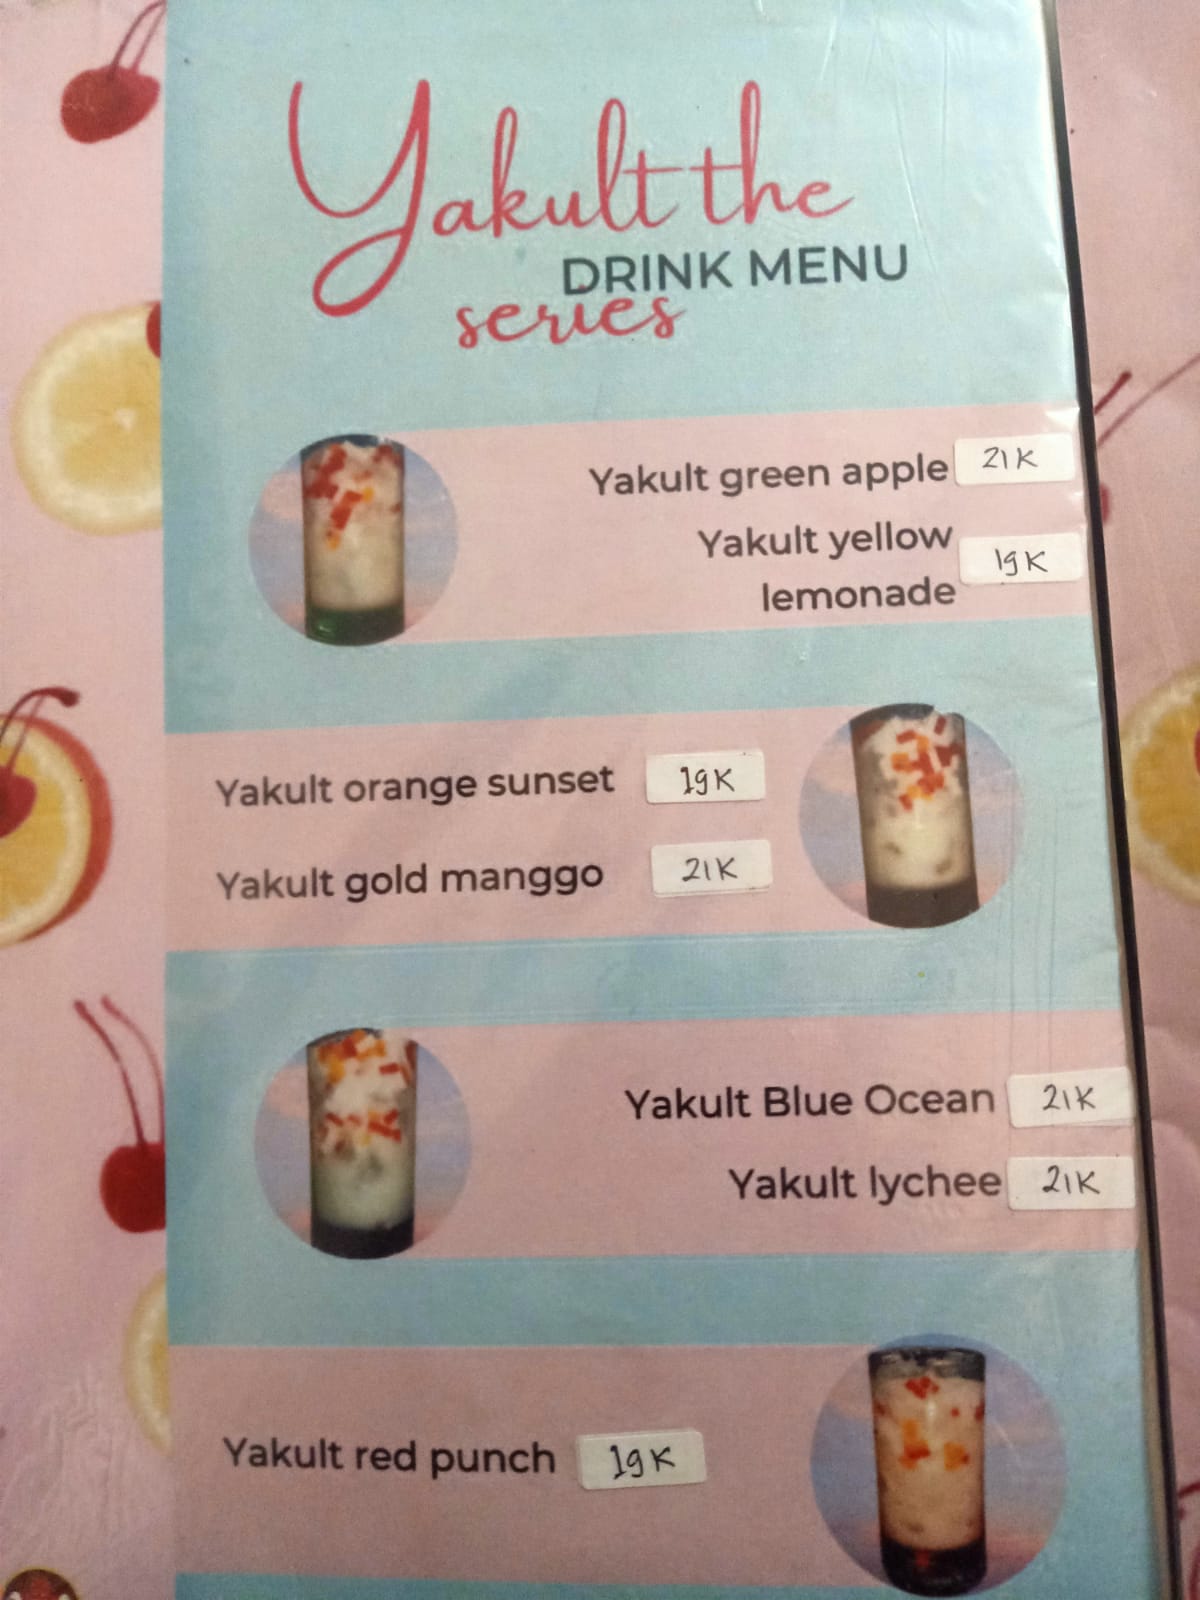 Yakult the
DRINK MENU
series
Yakult green apple 21K
Yakult yellow
lemonade 19K
Yakult orange sunset 19K
Yakult gold manggo 21K
Yakult Blue Ocean 21K
Yakult lychee 21K
Yakult red punch 19K